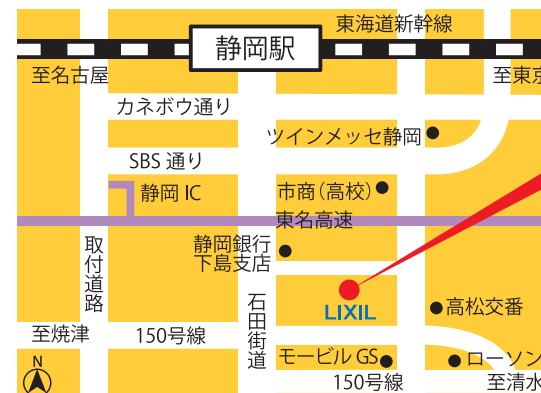 東海道新幹線
静岡駅
至名古屋
至東京
カネボウ通り
ツインメッセ静岡
SBS 通り
静岡 IC
市商(高校)
東名高速
取付道路
静岡銀行
下島支店
石田街道
LIXIL
高松交番
至焼津
150号線
モービル GS
ローソン
150号線
至清水
N